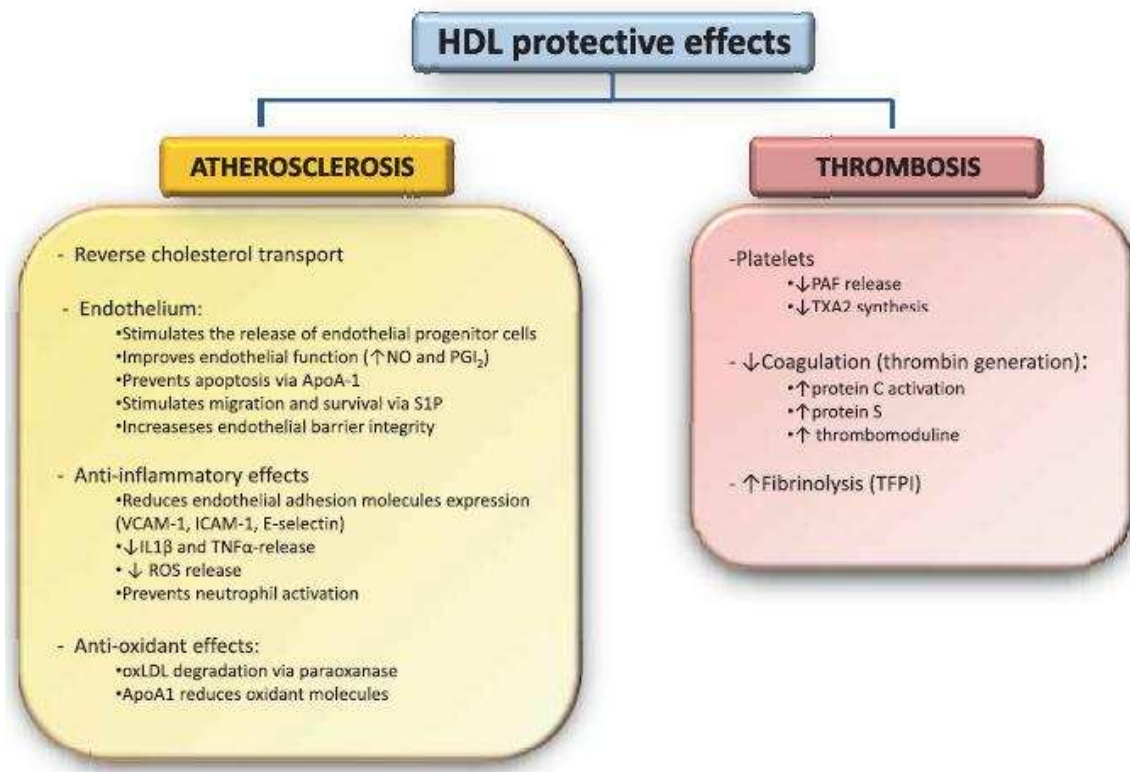 HDL protective effects
ATHEROSCLEROSIS
- Reverse cholesterol transport
- Endothelium:
•Stimulates the release of endothelial progenitor cells
•Improves endothelial function (↑NO and PGI₂)
•Prevents apoptosis via ApoA-1
•Stimulates migration and survival via S1P
•Increaseses endothelial barrier integrity
- Anti-inflammatory effects
•Reduces endothelial adhesion molecules expression
(VCAM-1, ICAM-1, E-selectin)
•↓IL1β and TNFα-release
• ↓ ROS release
•Prevents neutrophil activation
- Anti-oxidant effects:
•oxLDL degradation via paraoxanase
•ApoA1 reduces oxidant molecules
THROMBOSIS
-Platelets
•↓PAF release
•↓TXA2 synthesis
- ↓Coagulation (thrombin generation):
•↑protein C activation
•↑protein S
•↑ thrombomoduline
- ↑Fibrinolysis (TFPI)